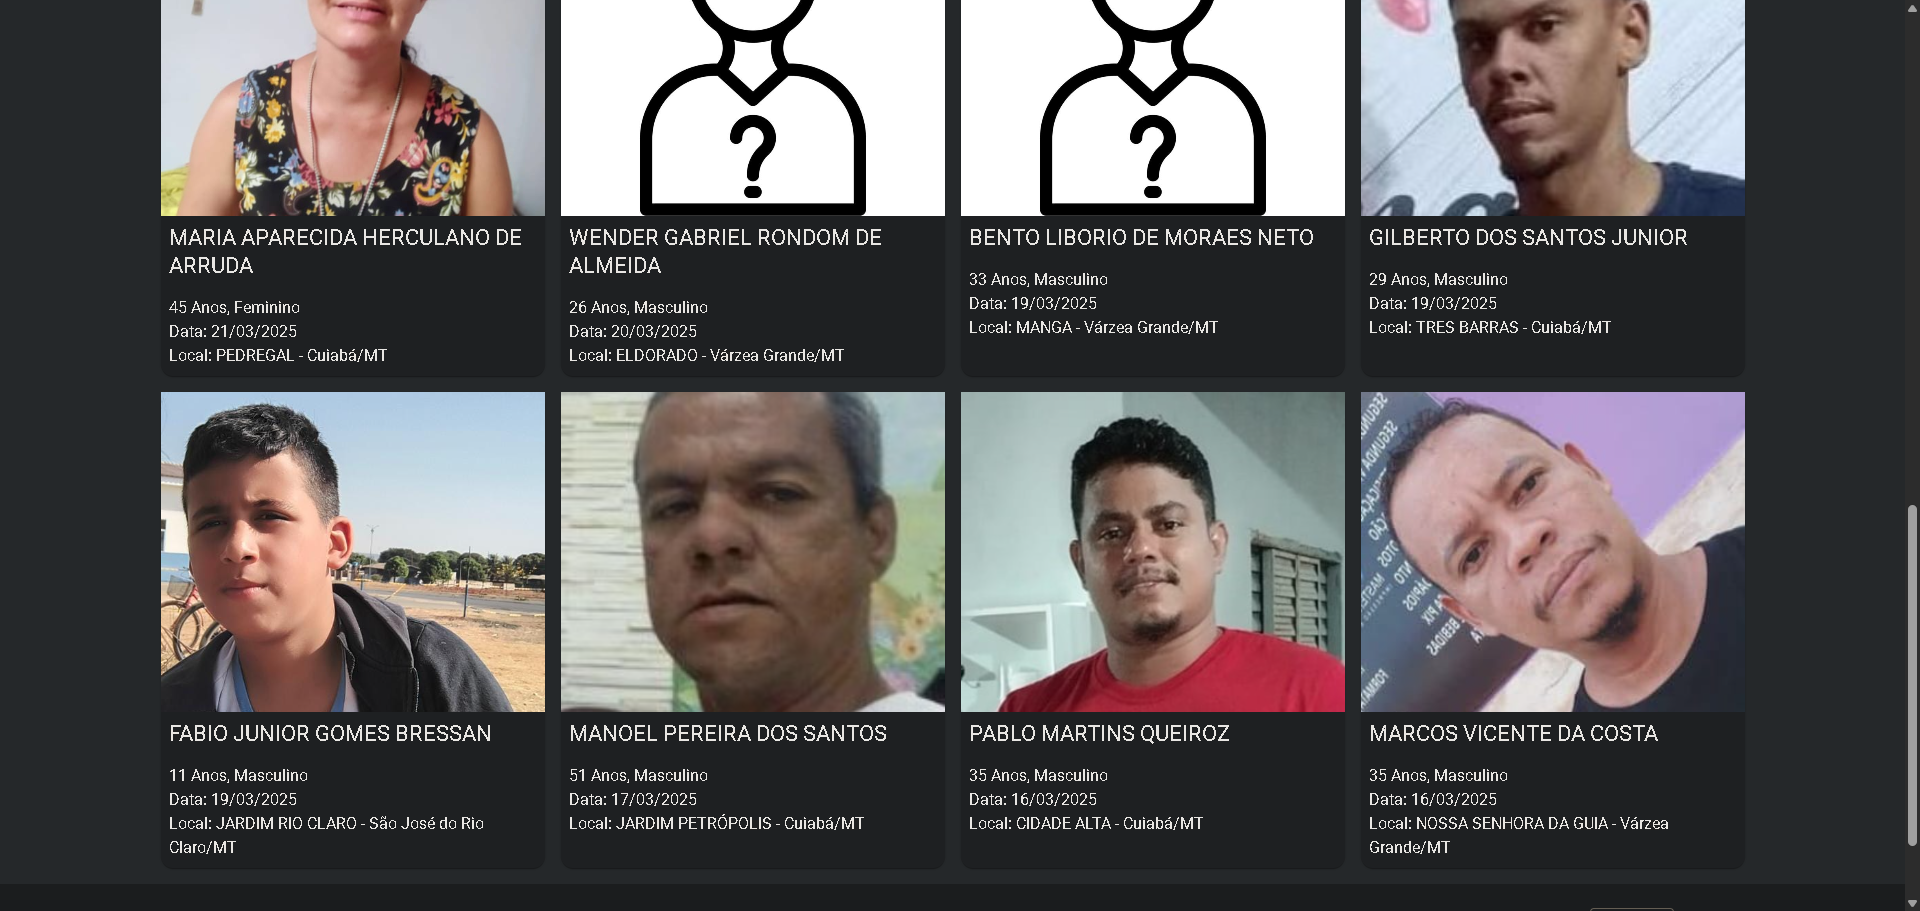 MARIA APARECIDA HERCULANO DE
ARRUDA
45 Anos, Feminino
Data: 21/03/2025
Local: PEDREGAL - Cuiabá/MT
WENDER GABRIEL RONDOM DE
ALMEIDA
26 Anos, Masculino
Data: 20/03/2025
Local: ELDORADO - Várzea Grande/MT
BENTO LIBORIO DE MORAES NETO
33 Anos, Masculino
Data: 19/03/2025
Local: MANGA - Várzea Grande/MT
GILBERTO DOS SANTOS JUNIOR
29 Anos, Masculino
Data: 19/03/2025
Local: TRES BARRAS - Cuiabá/MT
FABIO JUNIOR GOMES BRESSAN
11 Anos, Masculino
Data: 19/03/2025
Local: JARDIM RIO CLARO - São José do Rio
Claro/MT
MANOEL PEREIRA DOS SANTOS
51 Anos, Masculino
Data: 17/03/2025
Local: JARDIM PETRÓPOLIS - Cuiabá/MT
PABLO MARTINS QUEIROZ
35 Anos, Masculino
Data: 16/03/2025
Local: CIDADE ALTA - Cuiabá/MT
MARCOS VICENTE DA COSTA
35 Anos, Masculino
Data: 16/03/2025
Local: NOSSA SENHORA DA GUIA - Várzea
Grande/MT